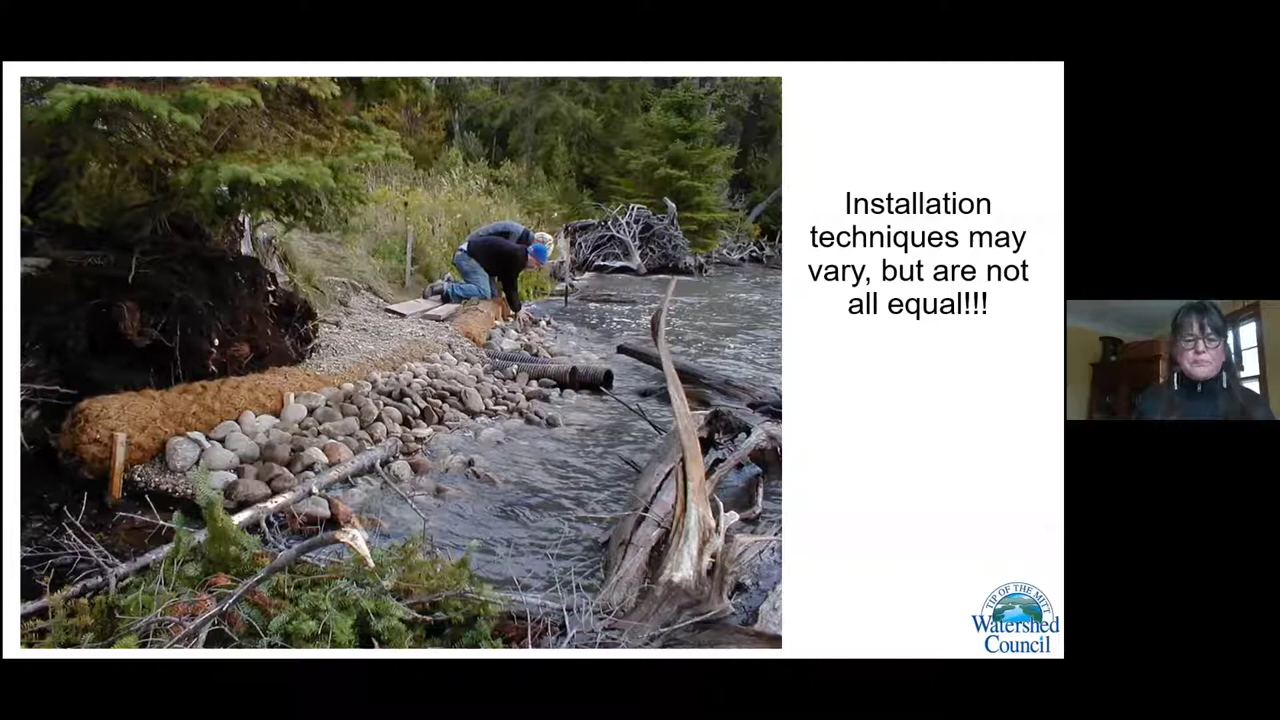 Installation
techniques may
vary, but are not
all equal!!!
TIP OF THE MITT
Watershed
Council